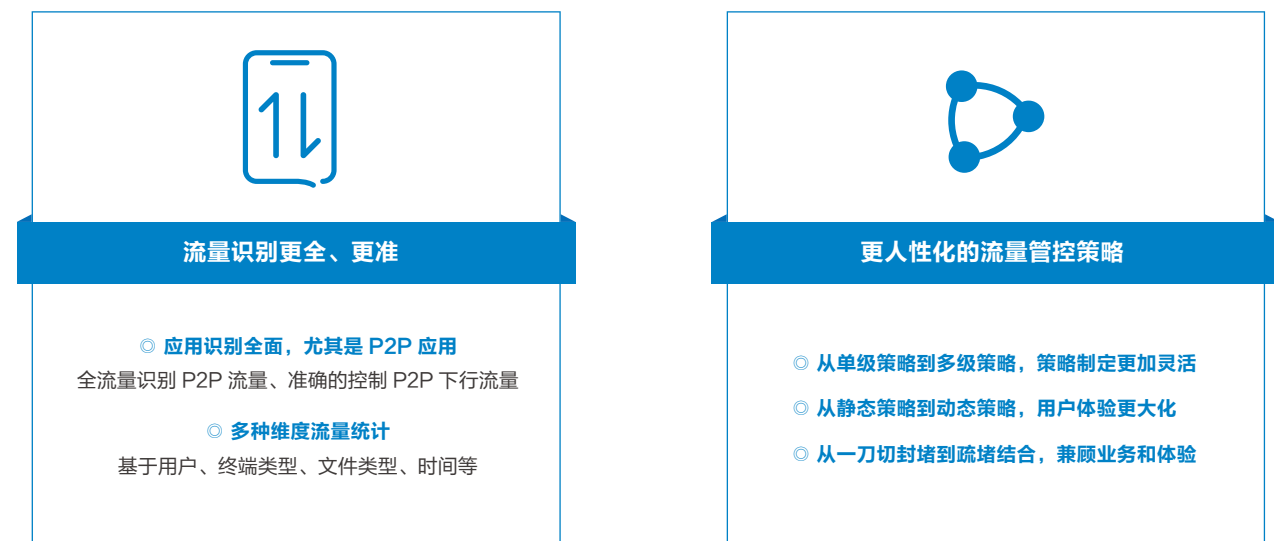 流量识别更全、更准
◎ 应用识别全面，尤其是 P2P 应用
全流量识别 P2P 流量、准确的控制 P2P 下行流量
◎ 多种维度流量统计
基于用户、终端类型、文件类型、时间等
更人性化的流量管控策略
◎ 从单级策略到多级策略，策略制定更加灵活
◎ 从静态策略到动态策略，用户体验更大化
◎ 从一刀切封堵到疏堵结合，兼顾业务和体验